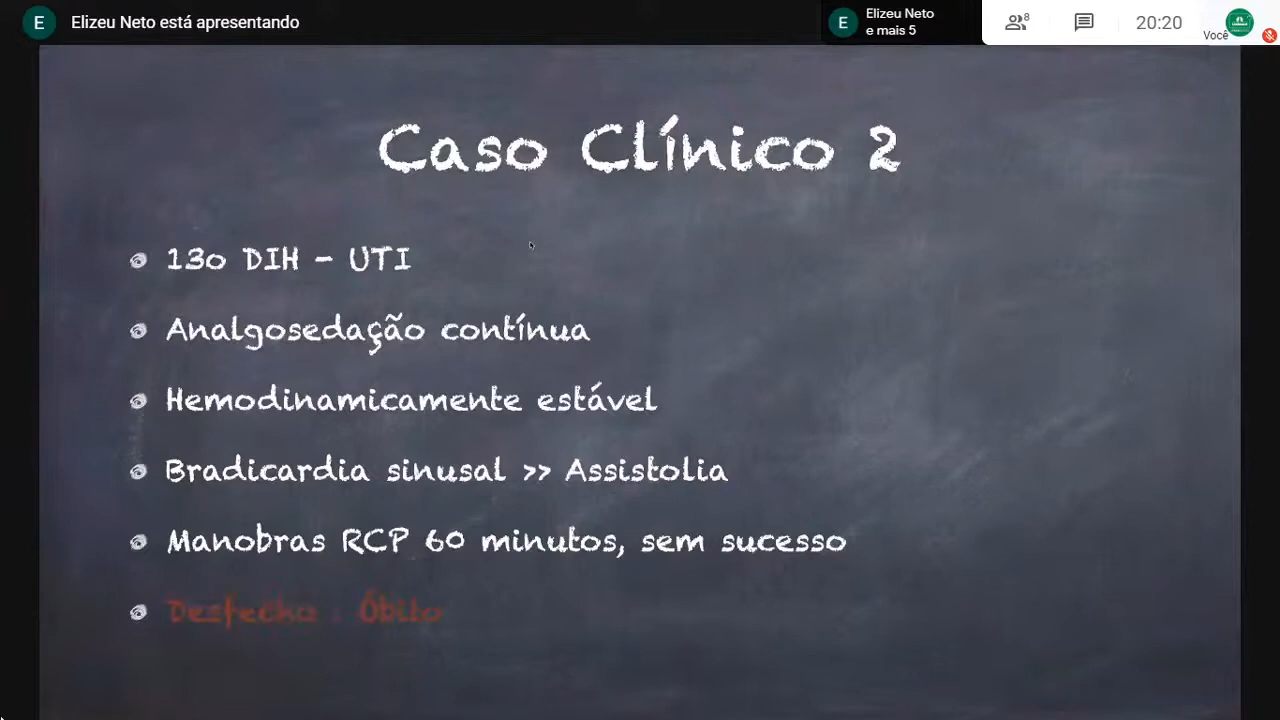 E Elizeu Neto está apresentando
E Elizeu Neto
e mais 5
8
20:20
Você
Caso Clínico 2
13o DIH - UTI
Analgosedação contínua
Hemodinamicamente estável
Bradicardia sinusal >> Assistolia
Manobras RCP 60 minutos, sem sucesso
Desfecho : Óbito